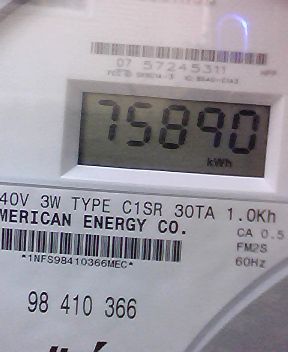 07 57245311
75890
kWh
40V 3W TYPE C1SR 30TA 1.0Kh
MERICAN ENERGY CO.
CA 0.5
FM2S
60Hz
*1NFS98410366MEC*
98 410 366